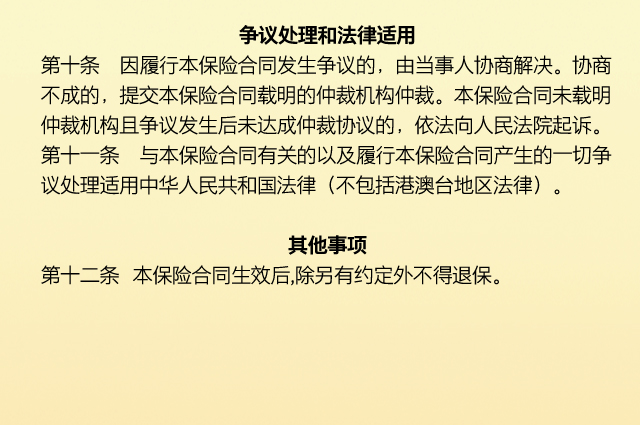 争议处理和法律适用
第十条　因履行本保险合同发生争议的，由当事人协商解决。协商
不成的，提交本保险合同载明的仲裁机构仲裁。本保险合同未载明
仲裁机构且争议发生后未达成仲裁协议的，依法向人民法院起诉。
第十一条　与本保险合同有关的以及履行本保险合同产生的一切争
议处理适用中华人民共和国法律（不包括港澳台地区法律）。
其他事项
第十二条 本保险合同生效后,除另有约定外不得退保。